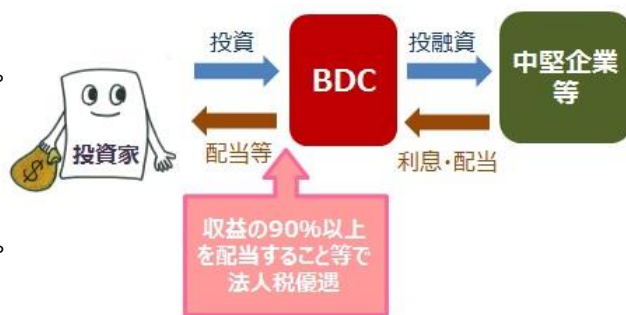 。
。
投資家
$
投資
配当等
BDC
投融資
利息・配当
中堅企業
等
収益の90%以上
を配当すること等で
法人税優遇